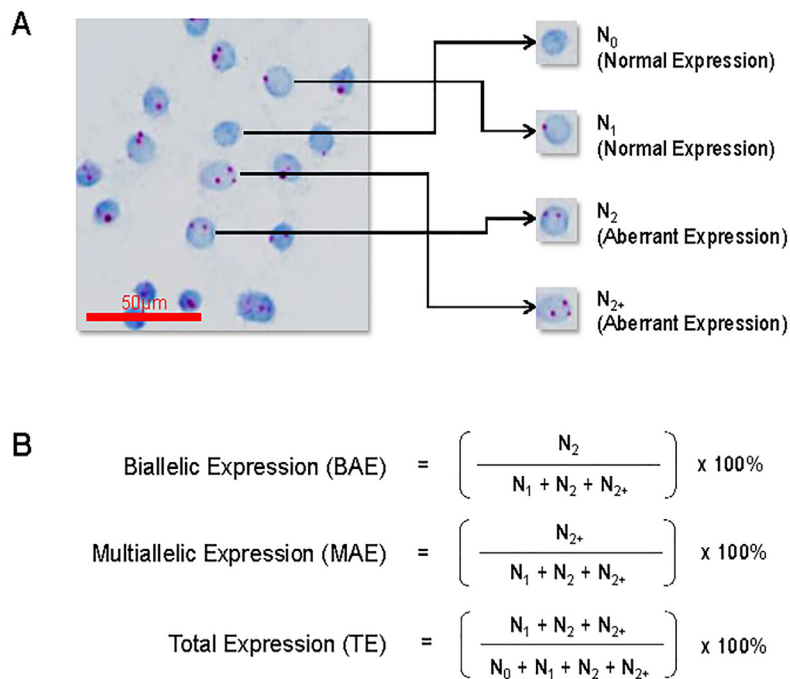 A
N₀
(Normal Expression)
N₁
(Normal Expression)
N₂
(Aberrant Expression)
N₂₊
(Aberrant Expression)
50µm
B
Biallelic Expression (BAE) = ( N₂ / N₁ + N₂ + N₂₊ ) x 100%
Multiallelic Expression (MAE) = ( N₂₊ / N₁ + N₂ + N₂₊ ) x 100%
Total Expression (TE) = ( N₁ + N₂ + N₂₊ / N₀ + N₁ + N₂ + N₂₊ ) x 100%